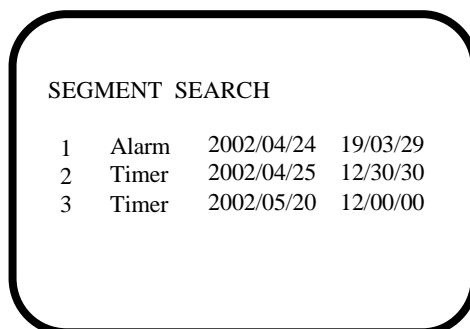 SEGMENT SEARCH
1 Alarm 2002/04/24 19/03/29
2 Timer 2002/04/25 12/30/30
3 Timer 2002/05/20 12/00/00